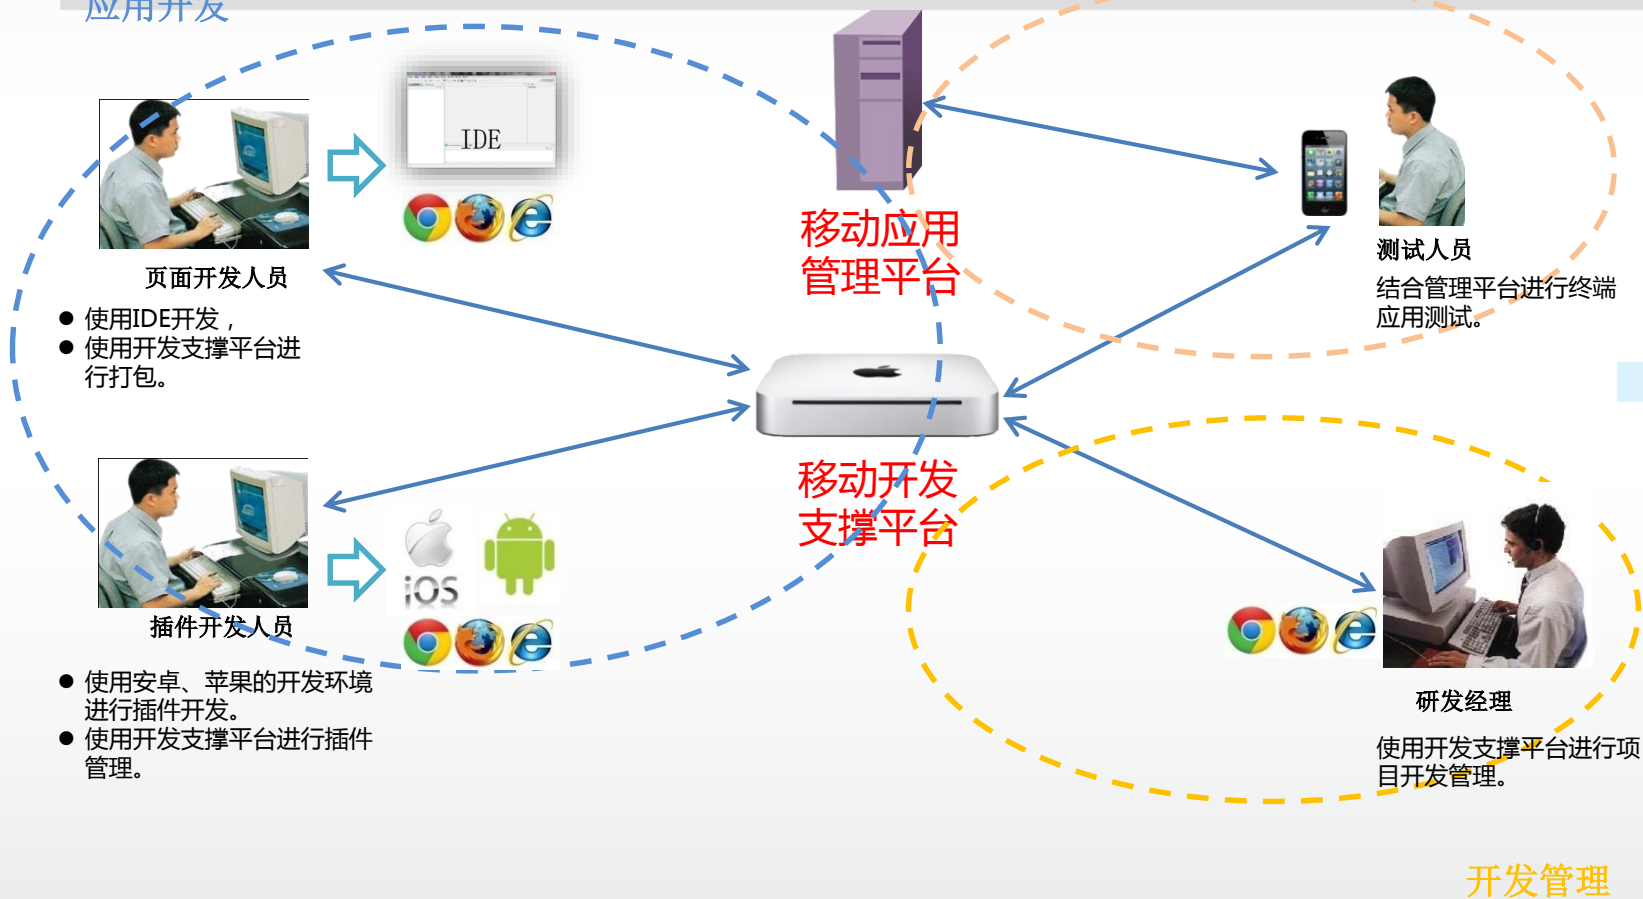 应用开发
IDE
页面开发人员
● 使用IDE开发，
● 使用开发支撑平台进
行打包。
移动应用
管理平台
测试人员
结合管理平台进行终端
应用测试。
移动开发
支撑平台
iOS
插件开发人员
● 使用安卓、苹果的开发环境
进行插件开发。
● 使用开发支撑平台进行插件
管理。
研发经理
使用开发支撑平台进行项
目开发管理。
开发管理